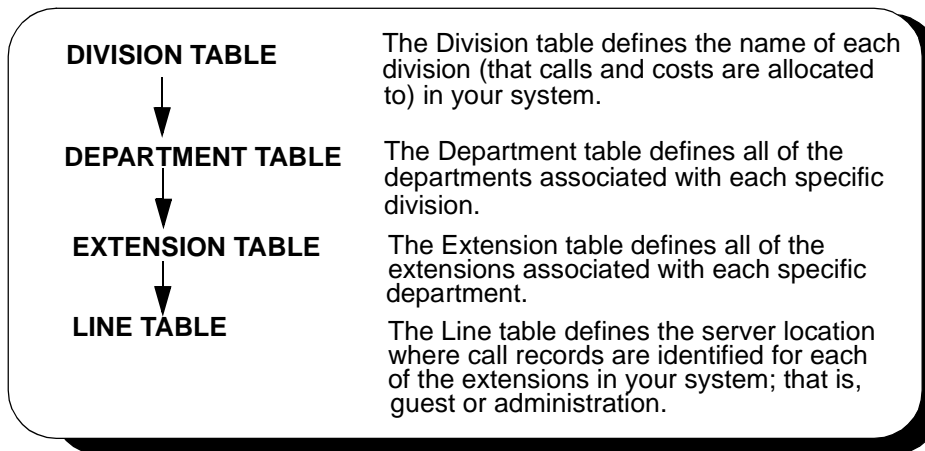 DIVISION TABLE
The Division table defines the name of each
division (that calls and costs are allocated
to) in your system.
DEPARTMENT TABLE
The Department table defines all of the
departments associated with each specific
division.
EXTENSION TABLE
The Extension table defines all of the
extensions associated with each specific
department.
LINE TABLE
The Line table defines the server location
where call records are identified for each
of the extensions in your system; that is,
guest or administration.